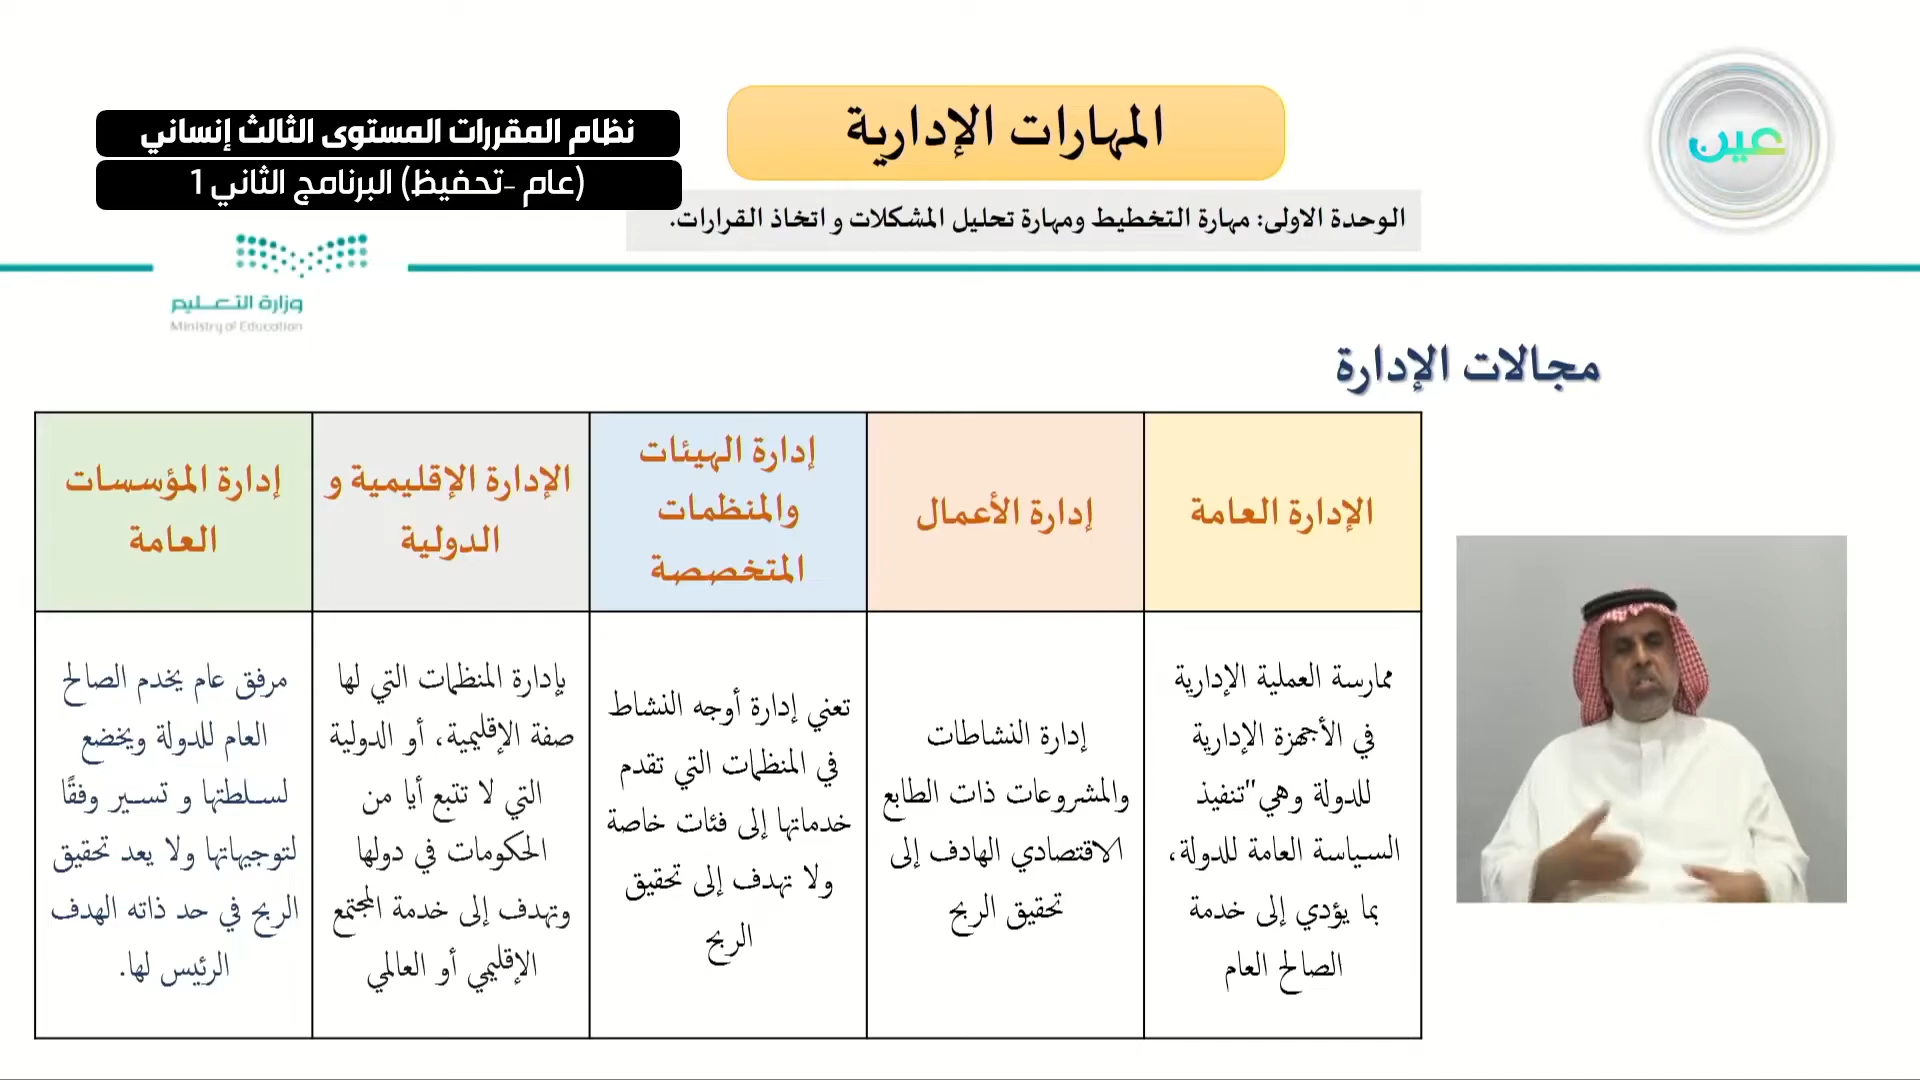 المهارات الإدارية
عين
نظام المقررات المستوى الثالث إنساني
(عام -تحفيظ) البرنامج الثاني 1
الوحدة الاولى: مهارة التخطيط ومهارة تحليل المشكلات و اتخاذ القرارات.
وزارة التعليم
Ministry of Education
مجالات الإدارة
الإدارة العامة
إدارة الأعمال
إدارة الهيئات
والمنظمات
المتخصصة
الإدارة الإقليمية و
الدولية
إدارة المؤسسات
العامة
ممارسة العملية الإدارية
في الأجهزة الإدارية
للدولة وهي"تنفيذ
السياسة العامة للدولة،
بما يؤدي إلى خدمة
الصالح العام
إدارة النشاطات
والمشروعات ذات الطابع
الاقتصادي الهادف إلى
تحقيق الربح
تعني إدارة أوجه النشاط
في المنظمات التي تقدم
خدماتها إلى فئات خاصة
ولا تهدف إلى تحقيق
الربح
بإدارة المنظمات التي لها
صفة الإقليمية، أو الدولية
التي لا تتبع أيا من
الحكومات في دولها
وتهدف إلى خدمة المجتمع
الإقليمي أو العالمي
مرفق عام يخدم الصالح
العام للدولة ويخضع
لسلطتها و تسير وفقًا
لتوجيهاتها ولا يعد تحقيق
الربح في حد ذاته الهدف
الرئيس لها.